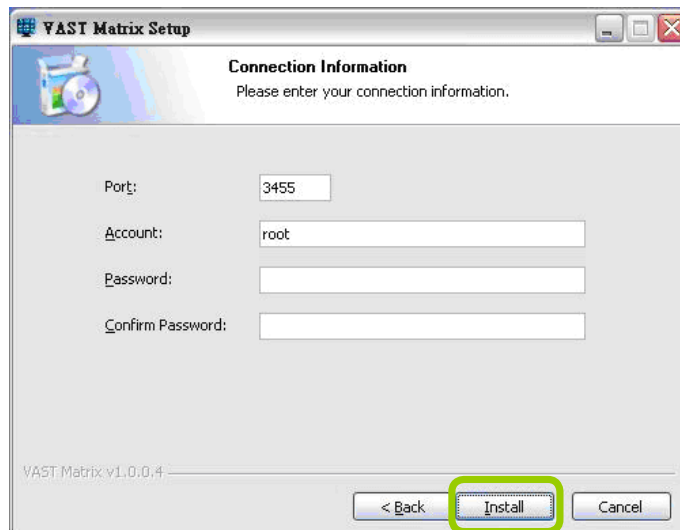 VAST Matrix Setup
Connection Information
Please enter your connection information.
Port: 3455
Account: root
Password:
Confirm Password:
VAST Matrix v1.0.0.4
< Back Install Cancel